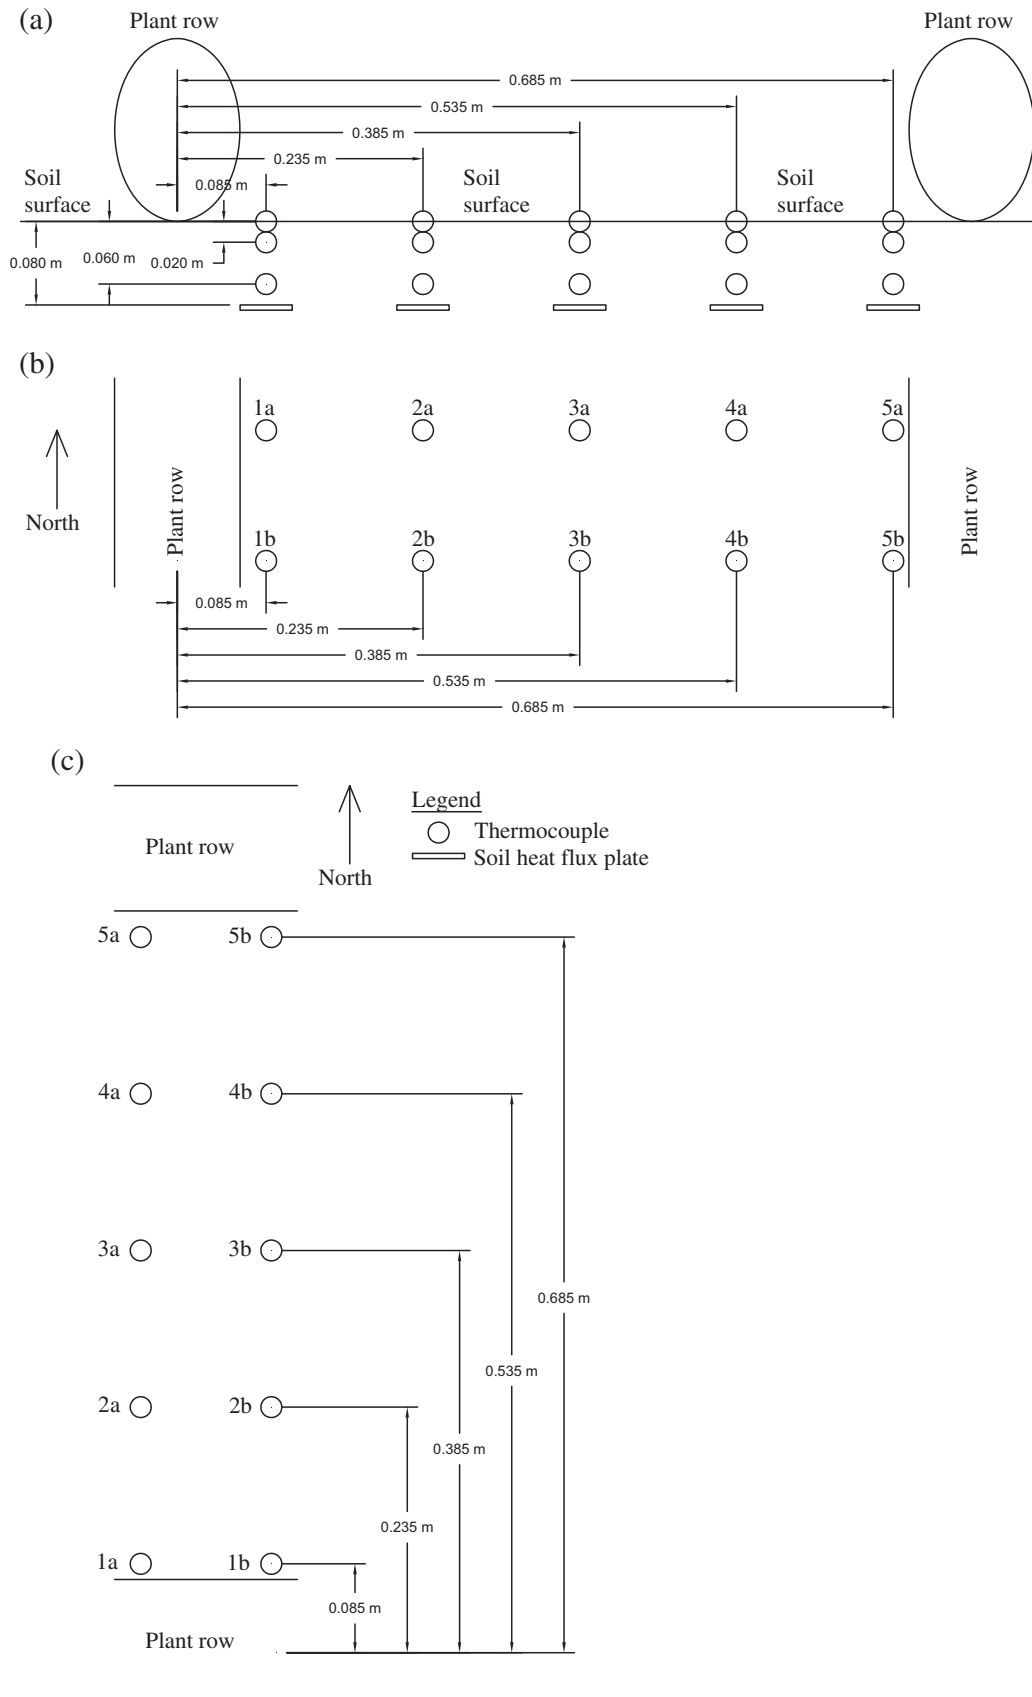 (a)
Plant row
Plant row
0.685 m
0.535 m
0.385 m
0.235 m
0.085 m
Soil
surface
Soil
surface
Soil
surface
0.080 m
0.060 m
0.020 m
(b)
1a
2a
3a
4a
5a
North
Plant row
Plant row
1b
2b
3b
4b
5b
0.085 m
0.235 m
0.385 m
0.535 m
0.685 m
(c)
Plant row
North
Legend
Thermocouple
Soil heat flux plate
5a
5b
4a
4b
3a
3b
0.685 m
0.535 m
2a
2b
0.385 m
0.235 m
1a
1b
0.085 m
Plant row